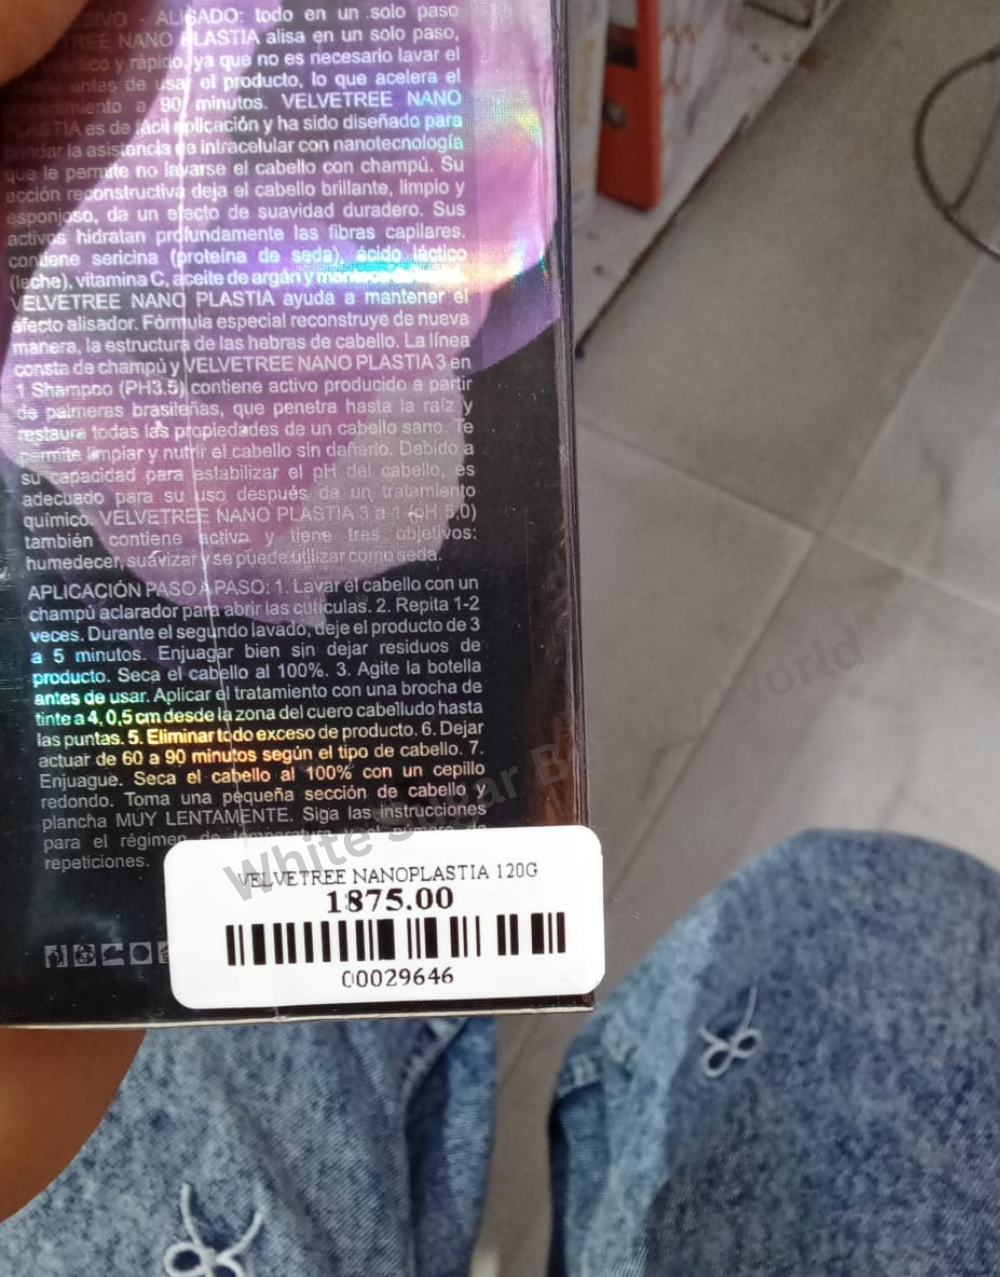 SIVO - ALISADO: todo en un solo paso
NANO PLASTIA alisa en un solo paso,
y rápido, ya que no es necesario lavar el
antes de usar el producto, lo que acelera el
a 90 minutos. VELVETREE NANO
PLASTIA es de fácil aplicación y ha sido diseñado para
brindar la asistencia de intracelular con nanotecnología
que le permite no lavarse el cabello con champú. Su
acción reconstructiva deja el cabello brillante, limpio y
esponjoso, da un efecto de suavidad duradero. Sus
activos hidratan profundamente las fibras capilares.
contiene sericina (proteína de seda), ácido láctico
(leche), vitamina C, aceite de argán y
VELVETREE NANO PLASTIA ayuda a mantener el
efecto alisador. Fórmula especial reconstruye de nueva
manera, la estructura de las hebras de cabello. La línea
consta de champú y VELVETREE NANO PLASTIA 3 en
1 Shampoo (PH3.5) contiene activo producido a partir
de palmeras brasileñas, que penetra hasta la raíz y
restaura todas las propiedades de un cabello sano. Te
permite limpiar y nutrir el cabello sin dañarlo. Debido a
su capacidad para estabilizar el pH del cabello, es
adecuado para su uso después de un tratamiento
químico. VELVETREE NANO PLASTIA 3 a 1 (pH 5,0)
también contiene activa y tiene tres objetivos:
humedecer, suavizar y se puede utilizar como seda.
APLICACIÓN PASO A PASO: 1. Lavar el cabello con un
champú aclarador para abrir las cutículas. 2. Repita 1-2
veces. Durante el segundo lavado, deje el producto de 3
a 5 minutos. Enjuagar bien sin dejar residuos de
producto. Seca el cabello al 100%. 3. Agite la botella
antes de usar. Aplicar el tratamiento con una brocha de
tinte a 4, 0,5 cm desde la zona del cuero cabelludo hasta
las puntas. 5. Eliminar todo exceso de producto. 6. Dejar
actuar de 60 a 90 minutos según el tipo de cabello. 7.
Enjuague. Seca el cabello al 100% con un cepillo
redondo. Toma una pequeña sección de cabello y
plancha MUY LENTAMENTE. Siga las instrucciones
para el régimen de temperatura
repeticiones.
VELVETREE NANOPLASTIA 120G
1875.00
00029646
White Sugar World